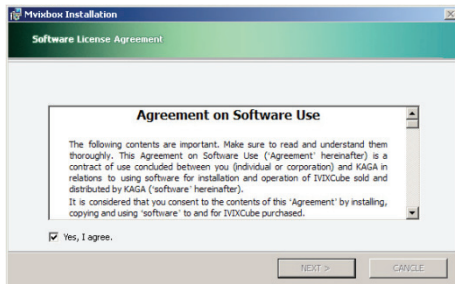 Mvixbox Installation
Software License Agreement
Agreement on Software Use
The following contents are important. Make sure to read and understand them
thoroughly. This Agreement on Software Use ('Agreement' hereinafter) is a
contract of use concluded between you (individual or corporation) and KAGA in
relations to using software for installation and operation of IVIXCube sold and
distributed by KAGA ('software' hereinafter).
It is considered that you consent to the contents of this 'Agreement' by installing,
copying and using 'software' to and for IVIXCube purchased.
Yes, I agree.
NEXT >
CANCLE